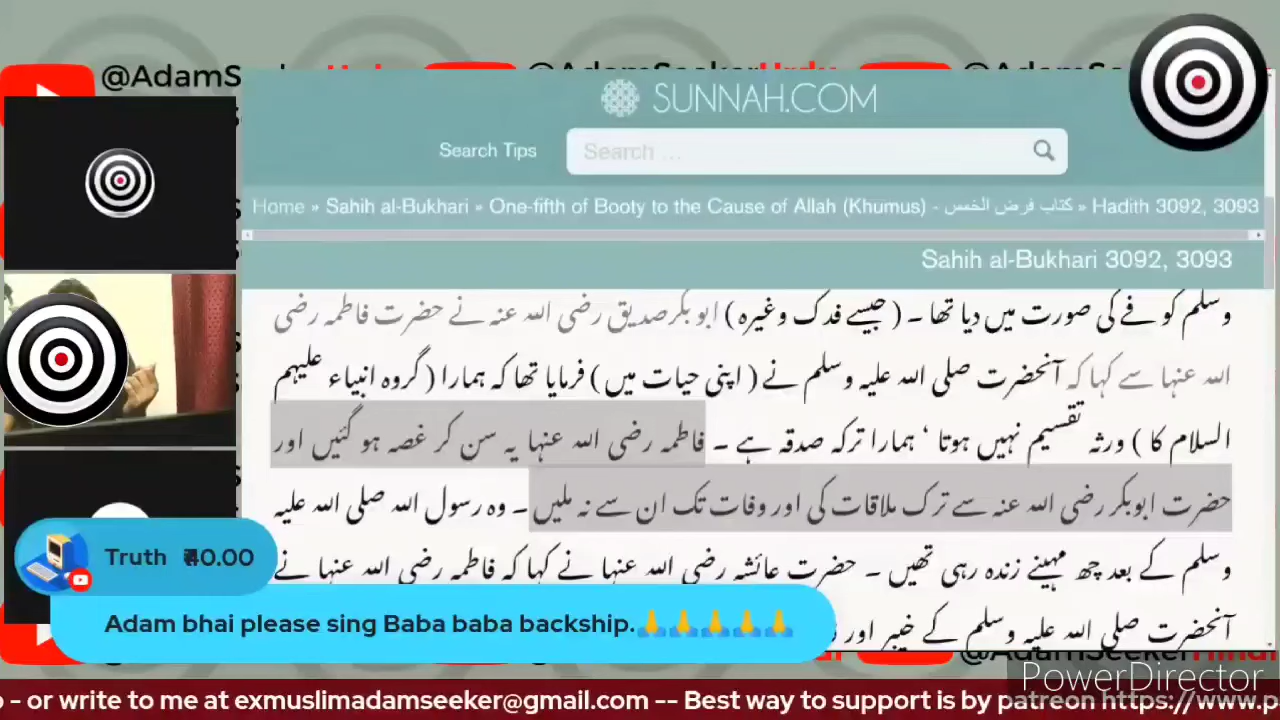 @AdamS
SUNNAH.COM
Search Tips
Search ...
Home » Sahih al-Bukhari » One-fifth of Booty to the Cause of Allah (Khumus) - كتاب فرض الخمس » Hadith 3092, 3093
Sahih al-Bukhari 3092, 3093
وسلم کو فے کی صورت میں دیا تھا ۔ ( جیسے فدک وغیرہ ) ابوبکر صدیق رضی اللہ عنہ نے حضرت فاطمہ رضی
اللہ عنہا سے کہا کہ آنحضرت صلی اللہ علیہ وسلم نے ( اپنی حیات میں ) فرمایا تھا کہ ہمارا ( گروہ انبیاء علیہم
السلام کا ) ورثہ تقسیم نہیں ہوتا ‘ ہمارا ترکہ صدقہ ہے ۔ فاطمہ رضی اللہ عنہا یہ سن کر غصہ ہو گئیں اور
حضرت ابوبکر رضی اللہ عنہ سے ترک ملاقات کی اور وفات تک ان سے نہ ملیں ۔ وہ رسول اللہ صلی اللہ علیہ
وسلم کے بعد چھ مہینے زندہ رہی تھیں ۔ حضرت عائشہ رضی اللہ عنہا نے کہا کہ فاطمہ رضی اللہ عنہا نے
آنحضرت صلی اللہ علیہ وسلم کے خیبر اور
Truth ₹40.00
Adam bhai please sing Baba baba backship.🙏🙏🙏🙏🙏
PowerDirector
- or write to me at exmuslimadamseeker@gmail.com -- Best way to support is by patreon https://www.p